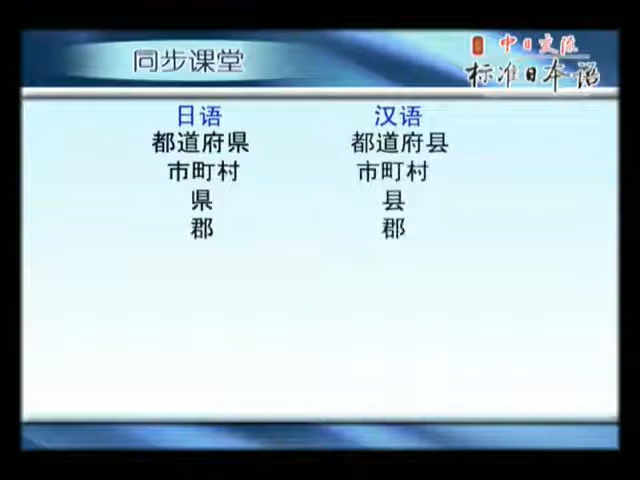 同步课堂
中日交流
标准日本语
日语 汉语
都道府県 都道府县
市町村 市町村
県 县
郡 郡